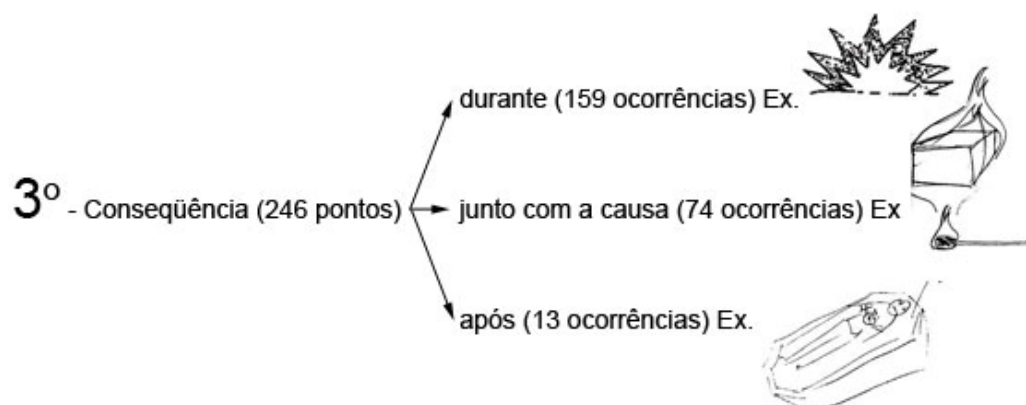 durante (159 ocorrências) Ex.
3º - Conseqüência (246 pontos)
junto com a causa (74 ocorrências) Ex
após (13 ocorrências) Ex.